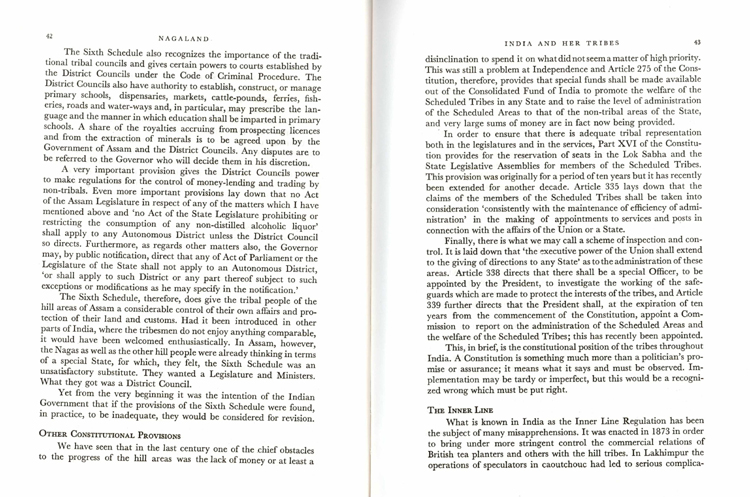 42
NAGALAND
The Sixth Schedule also recognizes the importance of the tradi-
tional tribal councils and gives certain powers to courts established by
the District Councils under the Code of Criminal Procedure. The
District Councils also have authority to establish, construct, or manage
primary schools, dispensaries, markets, cattle-pounds, ferries, fish-
eries, roads and water-ways and, in particular, may prescribe the lan-
guage and the manner in which education shall be imparted in primary
schools. A share of the royalties accruing from prospecting licences
and from the extraction of minerals is to be agreed upon by the
Government of Assam and the District Councils. Any disputes are to
be referred to the Governor who will decide them in his discretion.
A very important provision gives the District Councils power
to make regulations for the control of money-lending and trading by
non-tribals. Even more important provisions lay down that no Act
of the Assam Legislature in respect of any of the matters which I have
mentioned above and 'no Act of the State Legislature prohibiting or
restricting the consumption of any non-distilled alcoholic liquor'
shall apply to any Autonomous District unless the District Council
so directs. Furthermore, as regards other matters also, the Governor
may, by public notification, direct that any of Act of Parliament or the
Legislature of the State shall not apply to an Autonomous District,
'or shall apply to such District or any part thereof subject to such
exceptions or modifications as he may specify in the notification.'
The Sixth Schedule, therefore, does give the tribal people of the
hill areas of Assam a considerable control of their own affairs and pro-
tection of their land and customs. Had it been introduced in other
parts of India, where the tribesmen do not enjoy anything comparable,
it would have been welcomed enthusiastically. In Assam, however,
the Nagas as well as the other hill people were already thinking in terms
of a special State, for which, they felt, the Sixth Schedule was an
unsatisfactory substitute. They wanted a Legislature and Ministers.
What they got was a District Council.
Yet from the very beginning it was the intention of the Indian
Government that if the provisions of the Sixth Schedule were found,
in practice, to be inadequate, they would be considered for revision.
OTHER CONSTITUTIONAL PROVISIONS
We have seen that in the last century one of the chief obstacles
to the progress of the hill areas was the lack of money or at least a
INDIA AND HER TRIBES
43
disinclination to spend it on what did not seem a matter of high priority.
This was still a problem at Independence and Article 275 of the Cons-
titution, therefore, provides that special funds shall be made available
out of the Consolidated Fund of India to promote the welfare of the
Scheduled Tribes in any State and to raise the level of administration
of the Scheduled Areas to that of the non-tribal areas of the State,
and very large sums of money are in fact now being provided.
In order to ensure that there is adequate tribal representation
both in the legislatures and in the services, Part XVI of the Constitu-
tion provides for the reservation of seats in the Lok Sabha and the
State Legislative Assemblies for members of the Scheduled Tribes.
This provision was originally for a period of ten years but it has recently
been extended for another decade. Article 335 lays down that the
claims of the members of the Scheduled Tribes shall be taken into
consideration 'consistently with the maintenance of efficiency of admi-
nistration' in the making of appointments to services and posts in
connection with the affairs of the Union or a State.
Finally, there is what we may call a scheme of inspection and con-
trol. It is laid down that 'the executive power of the Union shall extend
to the giving of directions to any State' as to the administration of these
areas. Article 338 directs that there shall be a special Officer, to be
appointed by the President, to investigate the working of the safe-
guards which are made to protect the interests of the tribes, and Article
339 further directs that the President shall, at the expiration of ten
years from the commencement of the Constitution, appoint a Com-
mission to report on the administration of the Scheduled Areas and
the welfare of the Scheduled Tribes; this has recently been appointed.
This, in brief, is the constitutional position of the tribes throughout
India. A Constitution is something much more than a politician's pro-
mise or assurance; it means what it says and must be observed. Im-
plementation may be tardy or imperfect, but this would be a recogni-
zed wrong which must be put right.
THE INNER LINE
What is known in India as the Inner Line Regulation has been
the subject of many misapprehensions. It was enacted in 1873 in order
to bring under more stringent control the commercial relations of
British tea planters and others with the hill tribes. In Lakhimpur the
operations of speculators in caoutchouc had led to serious complica-